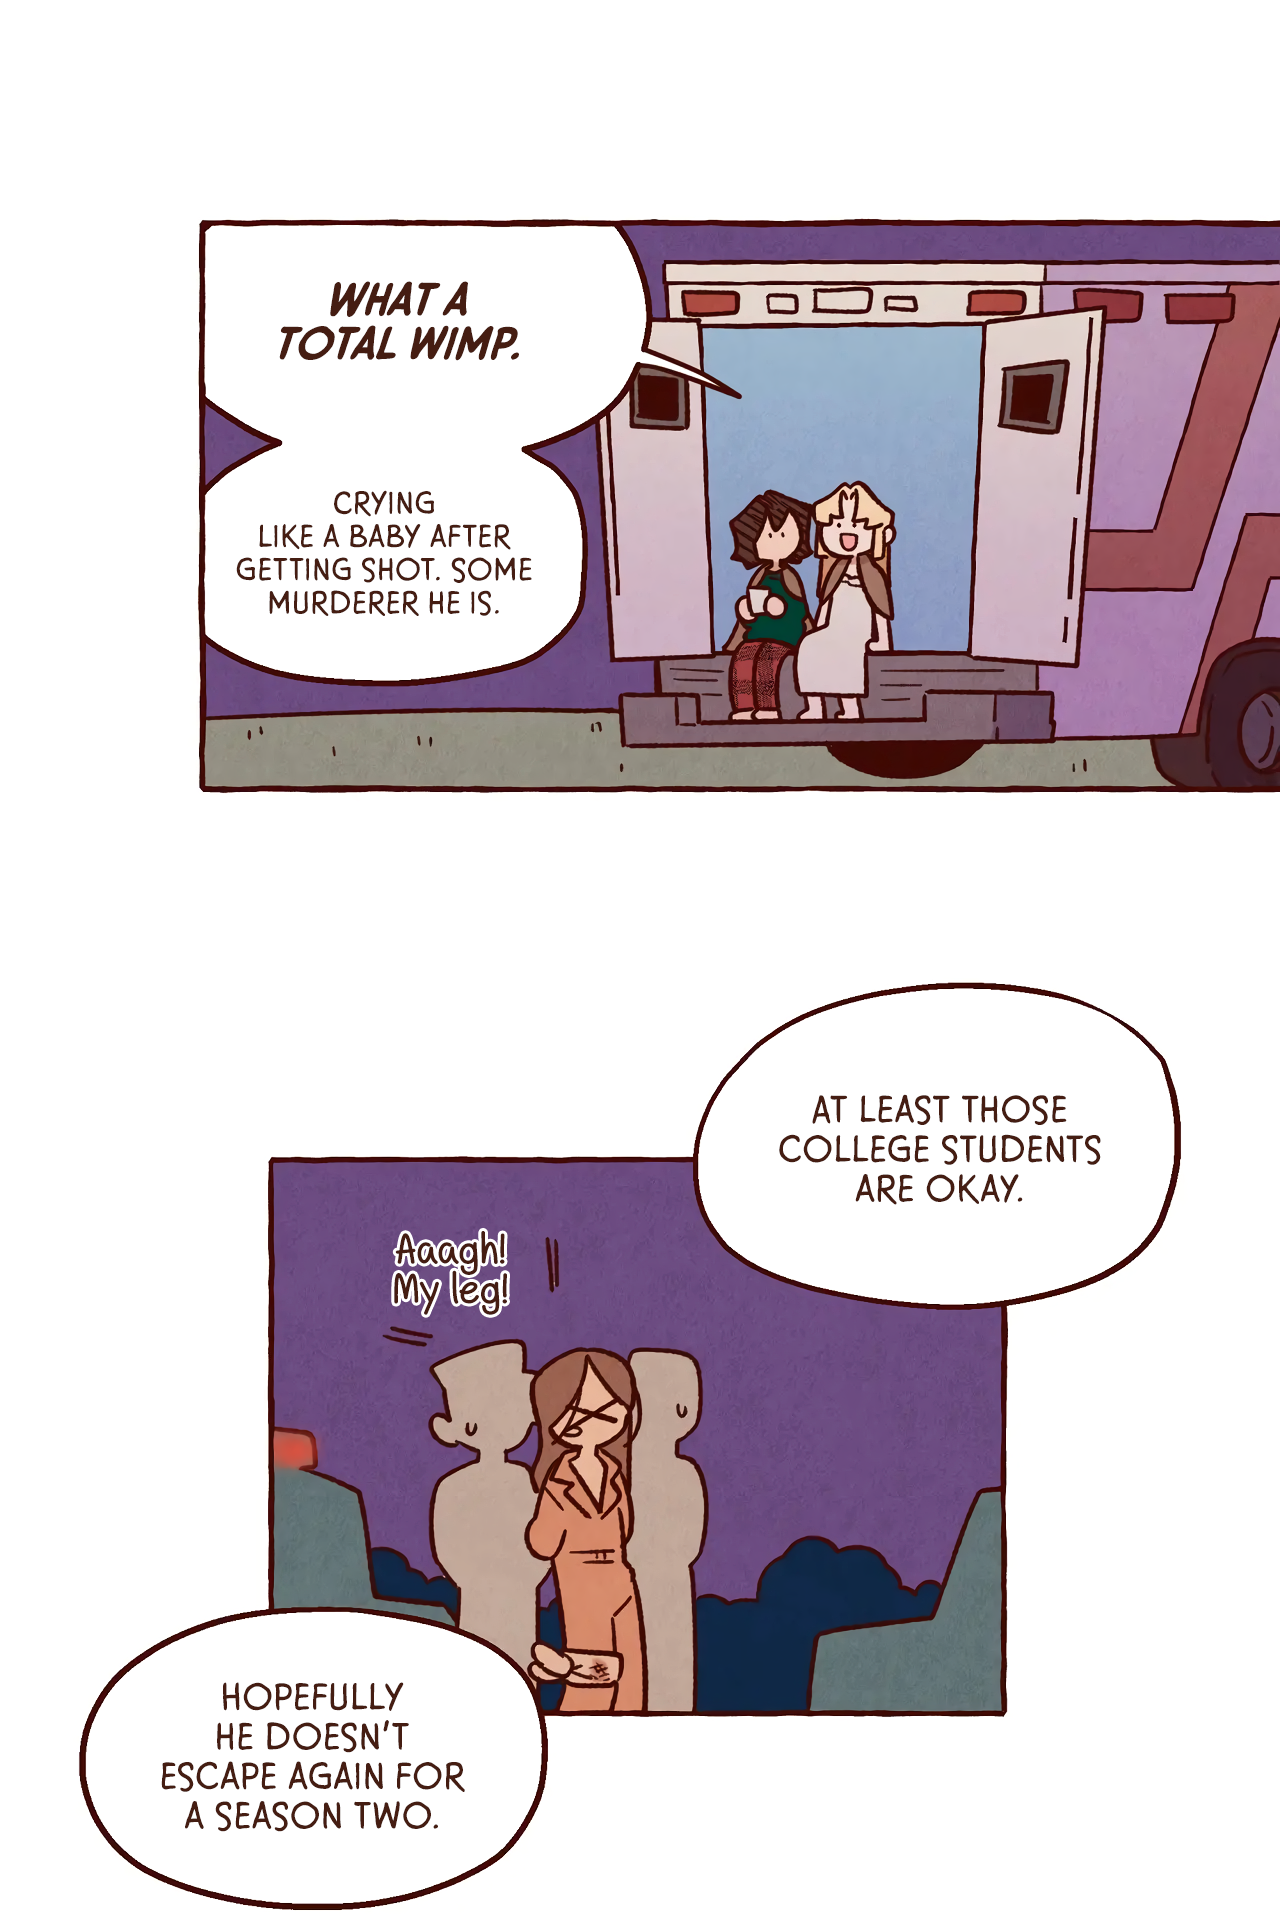 WHAT A
TOTAL WIMP.
CRYING
LIKE A BABY AFTER
GETTING SHOT. SOME
MURDERER HE IS.
AT LEAST THOSE
COLLEGE STUDENTS
ARE OKAY.
Aaagh!
My leg!
HOPEFULLY
HE DOESN'T
ESCAPE AGAIN FOR
A SEASON TWO.